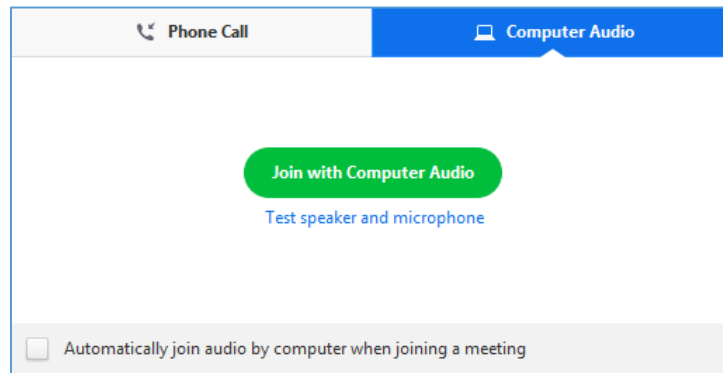 Phone Call
Computer Audio
Join with Computer Audio
Test speaker and microphone
Automatically join audio by computer when joining a meeting